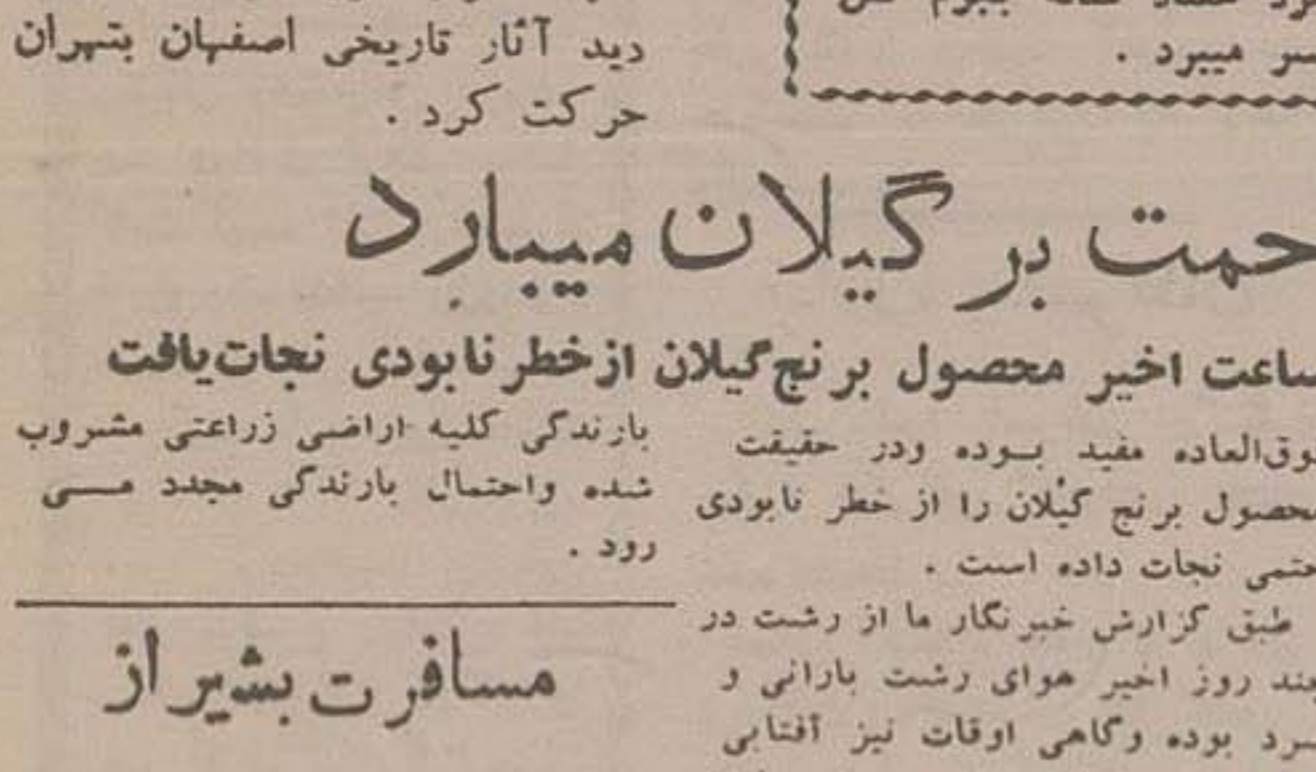 سر میبرد .
دید آثار تاریخی اصفهان بتهران
حرکت کرد .
حمت بر گیلان میبارد
ساعت اخیر محصول برنج گیلان از خطر نابودی نجات یافت
وق‌العاده مفید بـوده ودر حقیقت
محصول برنج گیلان را از خطر نابودی
حتمی نجات داده است .
طبق گزارش خبرنگار ما از رشت در
چند روز اخیر هوای رشت بارانی و
سرد بوده وگاهی اوقات نیز آفتابی
بارندگی کلیه اراضی زراعتی مشروب
شده واحتمال بارندگی مجدد مـــی
رود .
مسافرت بشیراز